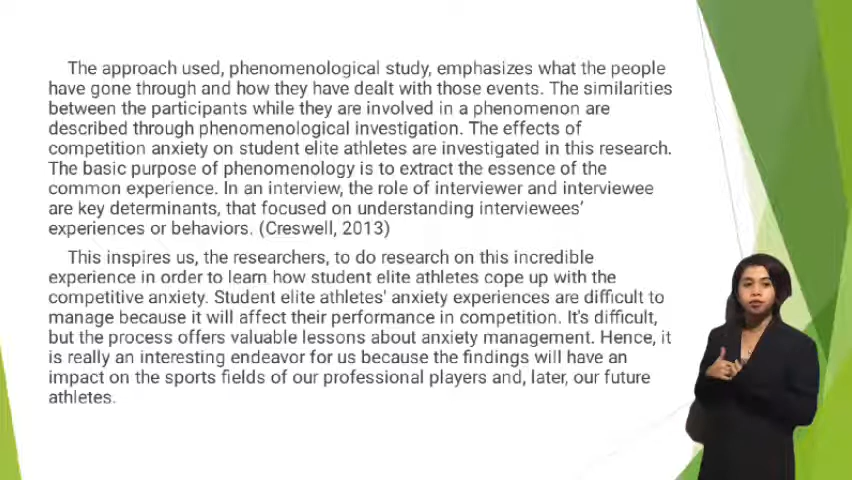 The approach used, phenomenological study, emphasizes what the people
have gone through and how they have dealt with those events. The similarities
between the participants while they are involved in a phenomenon are
described through phenomenological investigation. The effects of
competition anxiety on student elite athletes are investigated in this research.
The basic purpose of phenomenology is to extract the essence of the
common experience. In an interview, the role of interviewer and interviewee
are key determinants, that focused on understanding interviewees’
experiences or behaviors. (Creswell, 2013)
This inspires us, the researchers, to do research on this incredible
experience in order to learn how student elite athletes cope up with the
competitive anxiety. Student elite athletes' anxiety experiences are difficult to
manage because it will affect their performance in competition. It's difficult,
but the process offers valuable lessons about anxiety management. Hence, it
is really an interesting endeavor for us because the findings will have an
impact on the sports fields of our professional players and, later, our future
athletes.